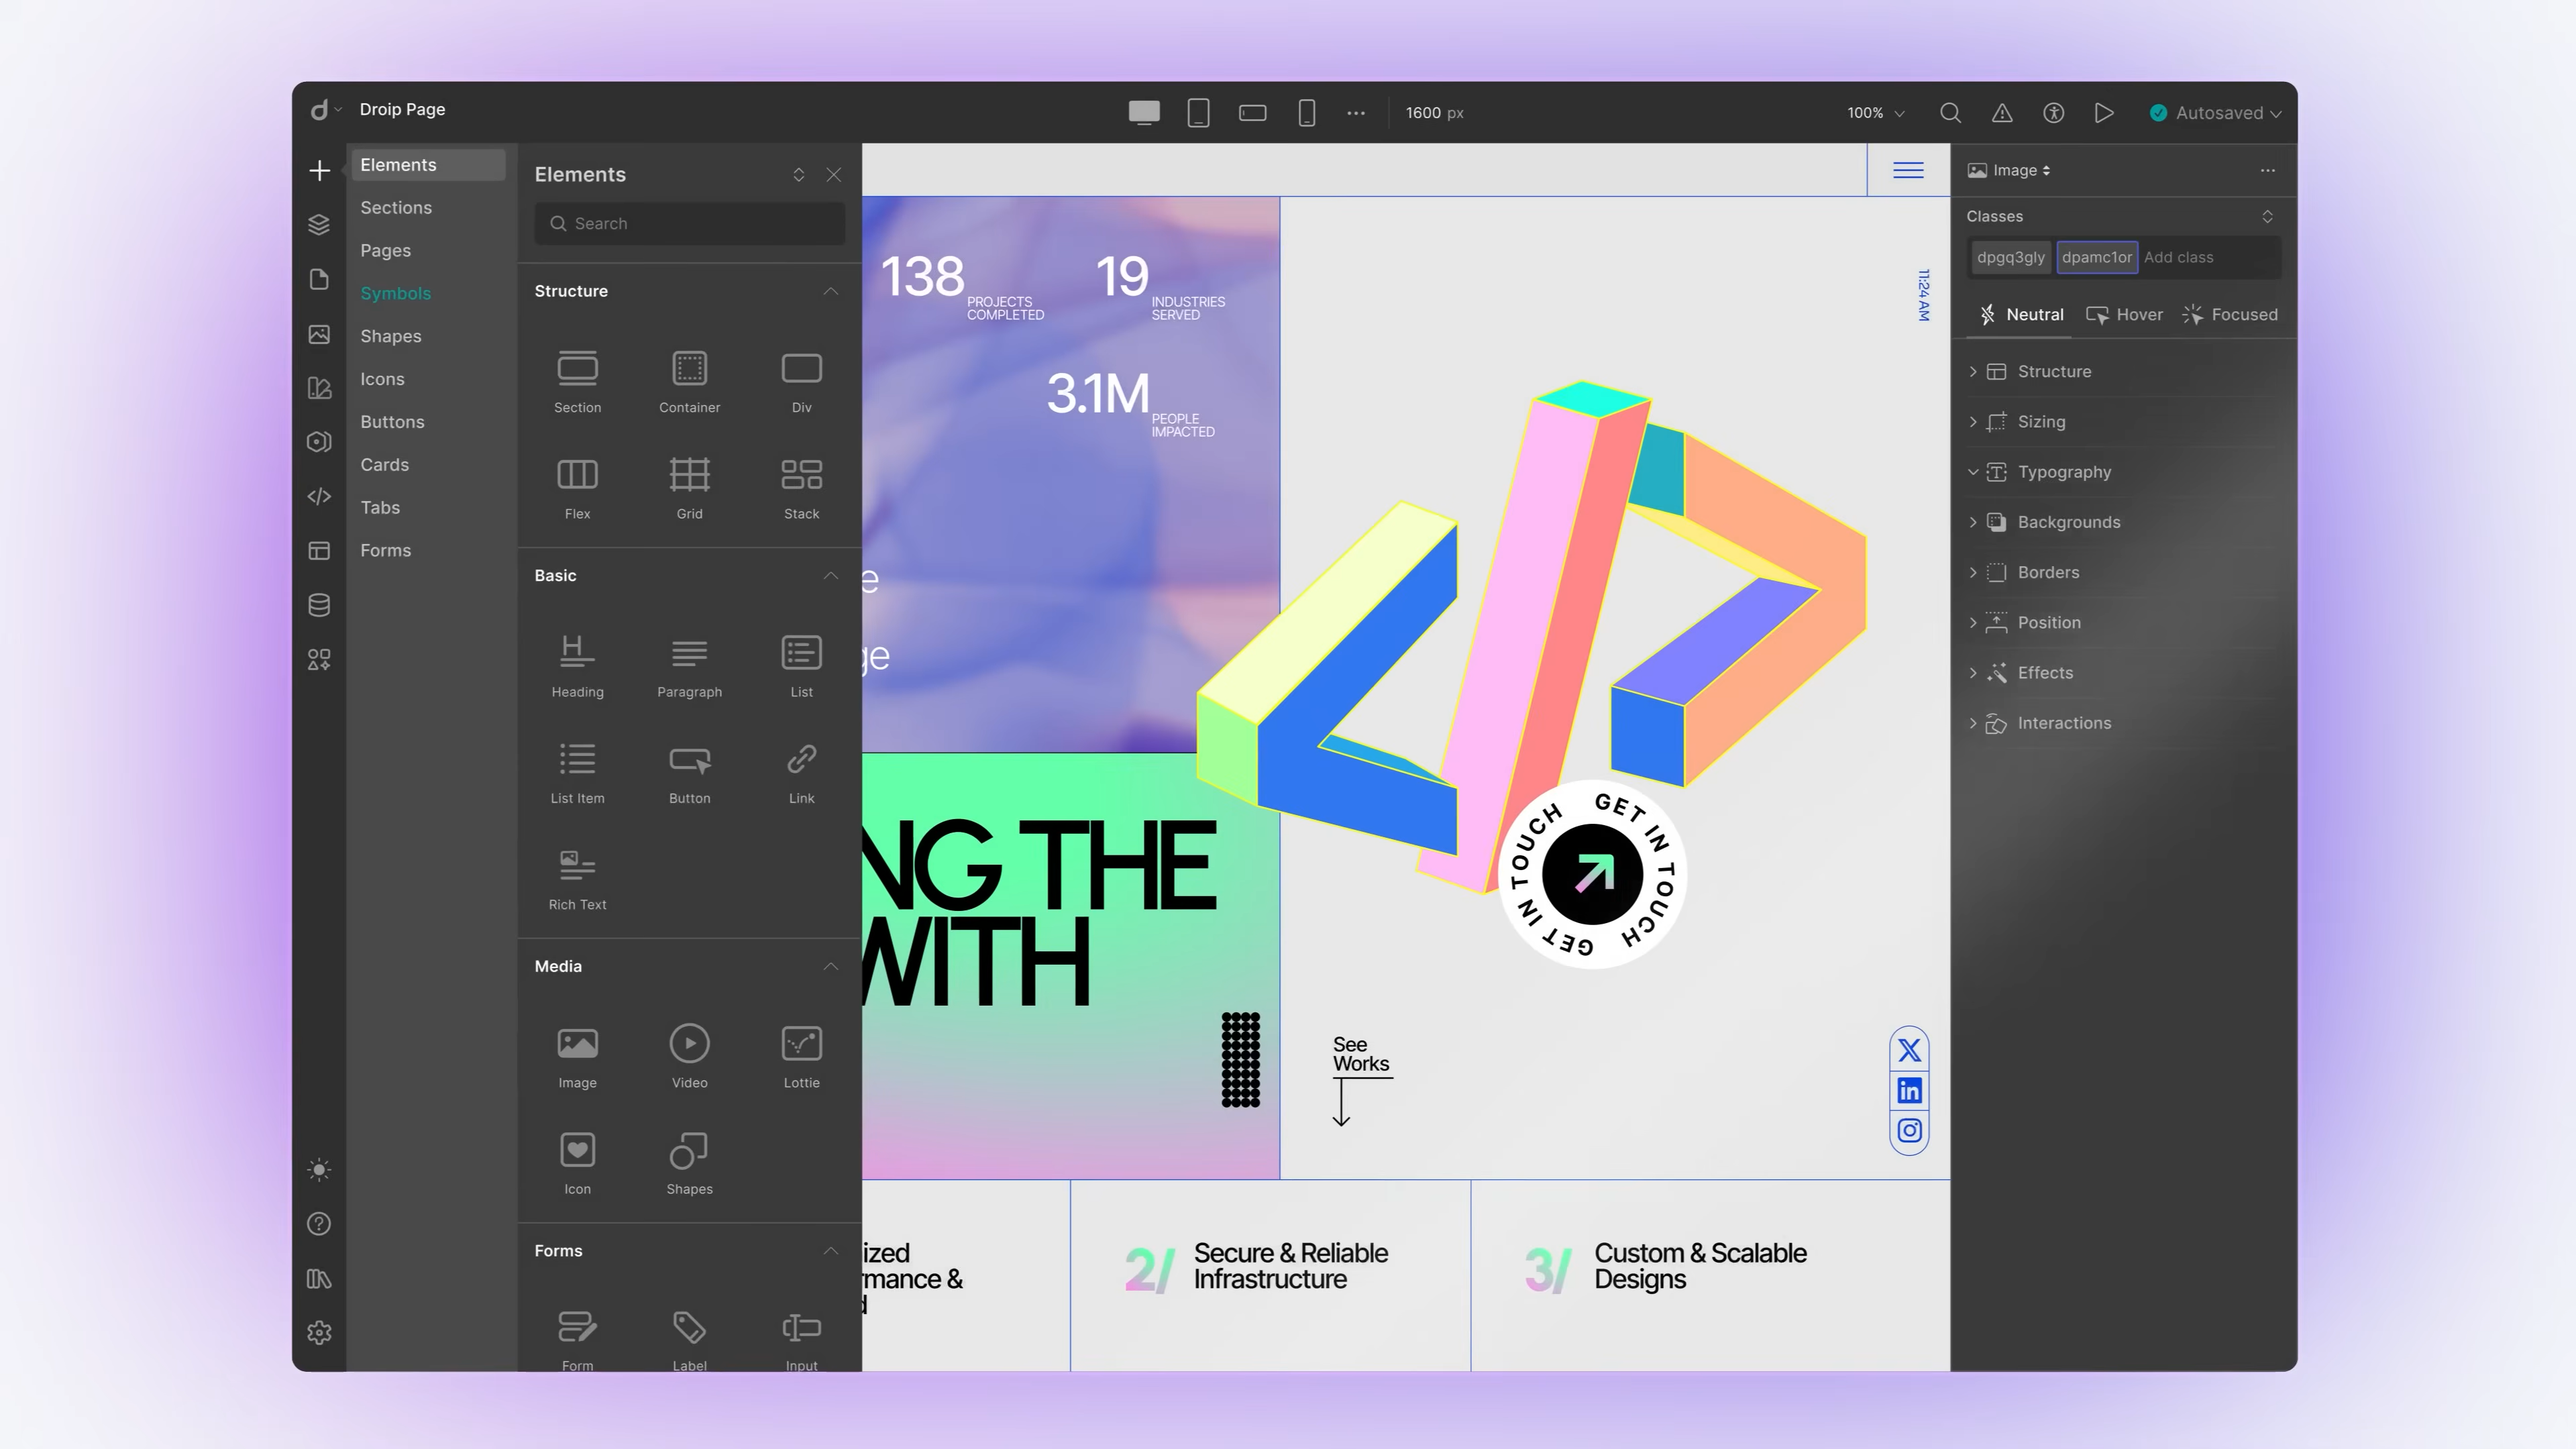 Droip Page
1600 px
100%
Autosaved
Elements
Sections
Pages
Symbols
Shapes
Icons
Buttons
Cards
Tabs
Forms
Elements
Search
Structure
Section
Container
Div
Flex
Grid
Stack
Basic
Heading
Paragraph
List
List Item
Button
Link
Rich Text
Media
Image
Video
Lottie
Icon
Shapes
Forms
Form
Label
Input
138
PROJECTS
COMPLETED
19
INDUSTRIES
SERVED
3.1M
PEOPLE
IMPACTED
e
ge
NG THE
WITH
11:24 AM
GET IN TOUCH GET IN TOUCH
See
Works
X
in
ized
rmance &
d
2/
Secure & Reliable
Infrastructure
3/
Custom & Scalable
Designs
Image
Classes
dpgq3gly
dpamc1or
Add class
Neutral
Hover
Focused
Structure
Sizing
Typography
Backgrounds
Borders
Position
Effects
Interactions